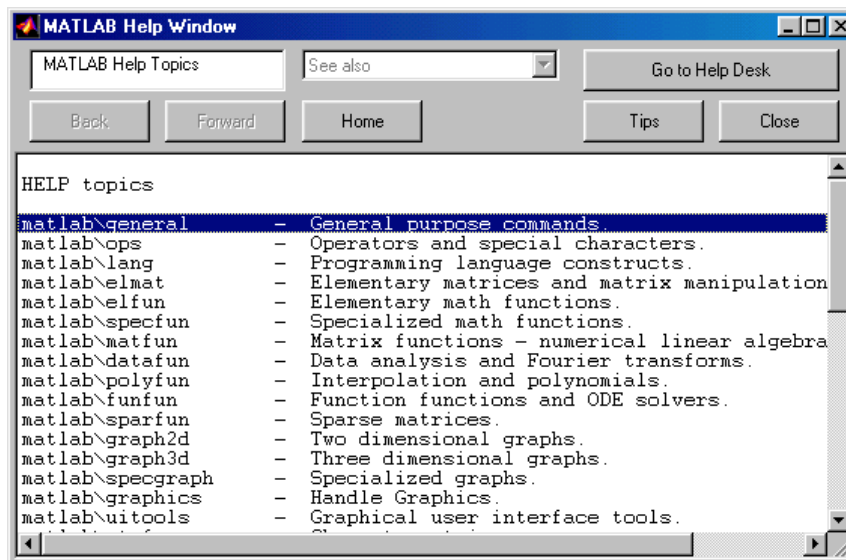 MATLAB Help Window
MATLAB Help Topics
See also
Go to Help Desk
Back
Forward
Home
Tips
Close
HELP topics
matlab\general - General purpose commands.
matlab\ops - Operators and special characters.
matlab\lang - Programming language constructs.
matlab\elmat - Elementary matrices and matrix manipulation
matlab\elfun - Elementary math functions.
matlab\specfun - Specialized math functions.
matlab\matfun - Matrix functions - numerical linear algebra
matlab\datafun - Data analysis and Fourier transforms.
matlab\polyfun - Interpolation and polynomials.
matlab\funfun - Function functions and ODE solvers.
matlab\sparfun - Sparse matrices.
matlab\graph2d - Two dimensional graphs.
matlab\graph3d - Three dimensional graphs.
matlab\specgraph - Specialized graphs.
matlab\graphics - Handle Graphics.
matlab\uitools - Graphical user interface tools.